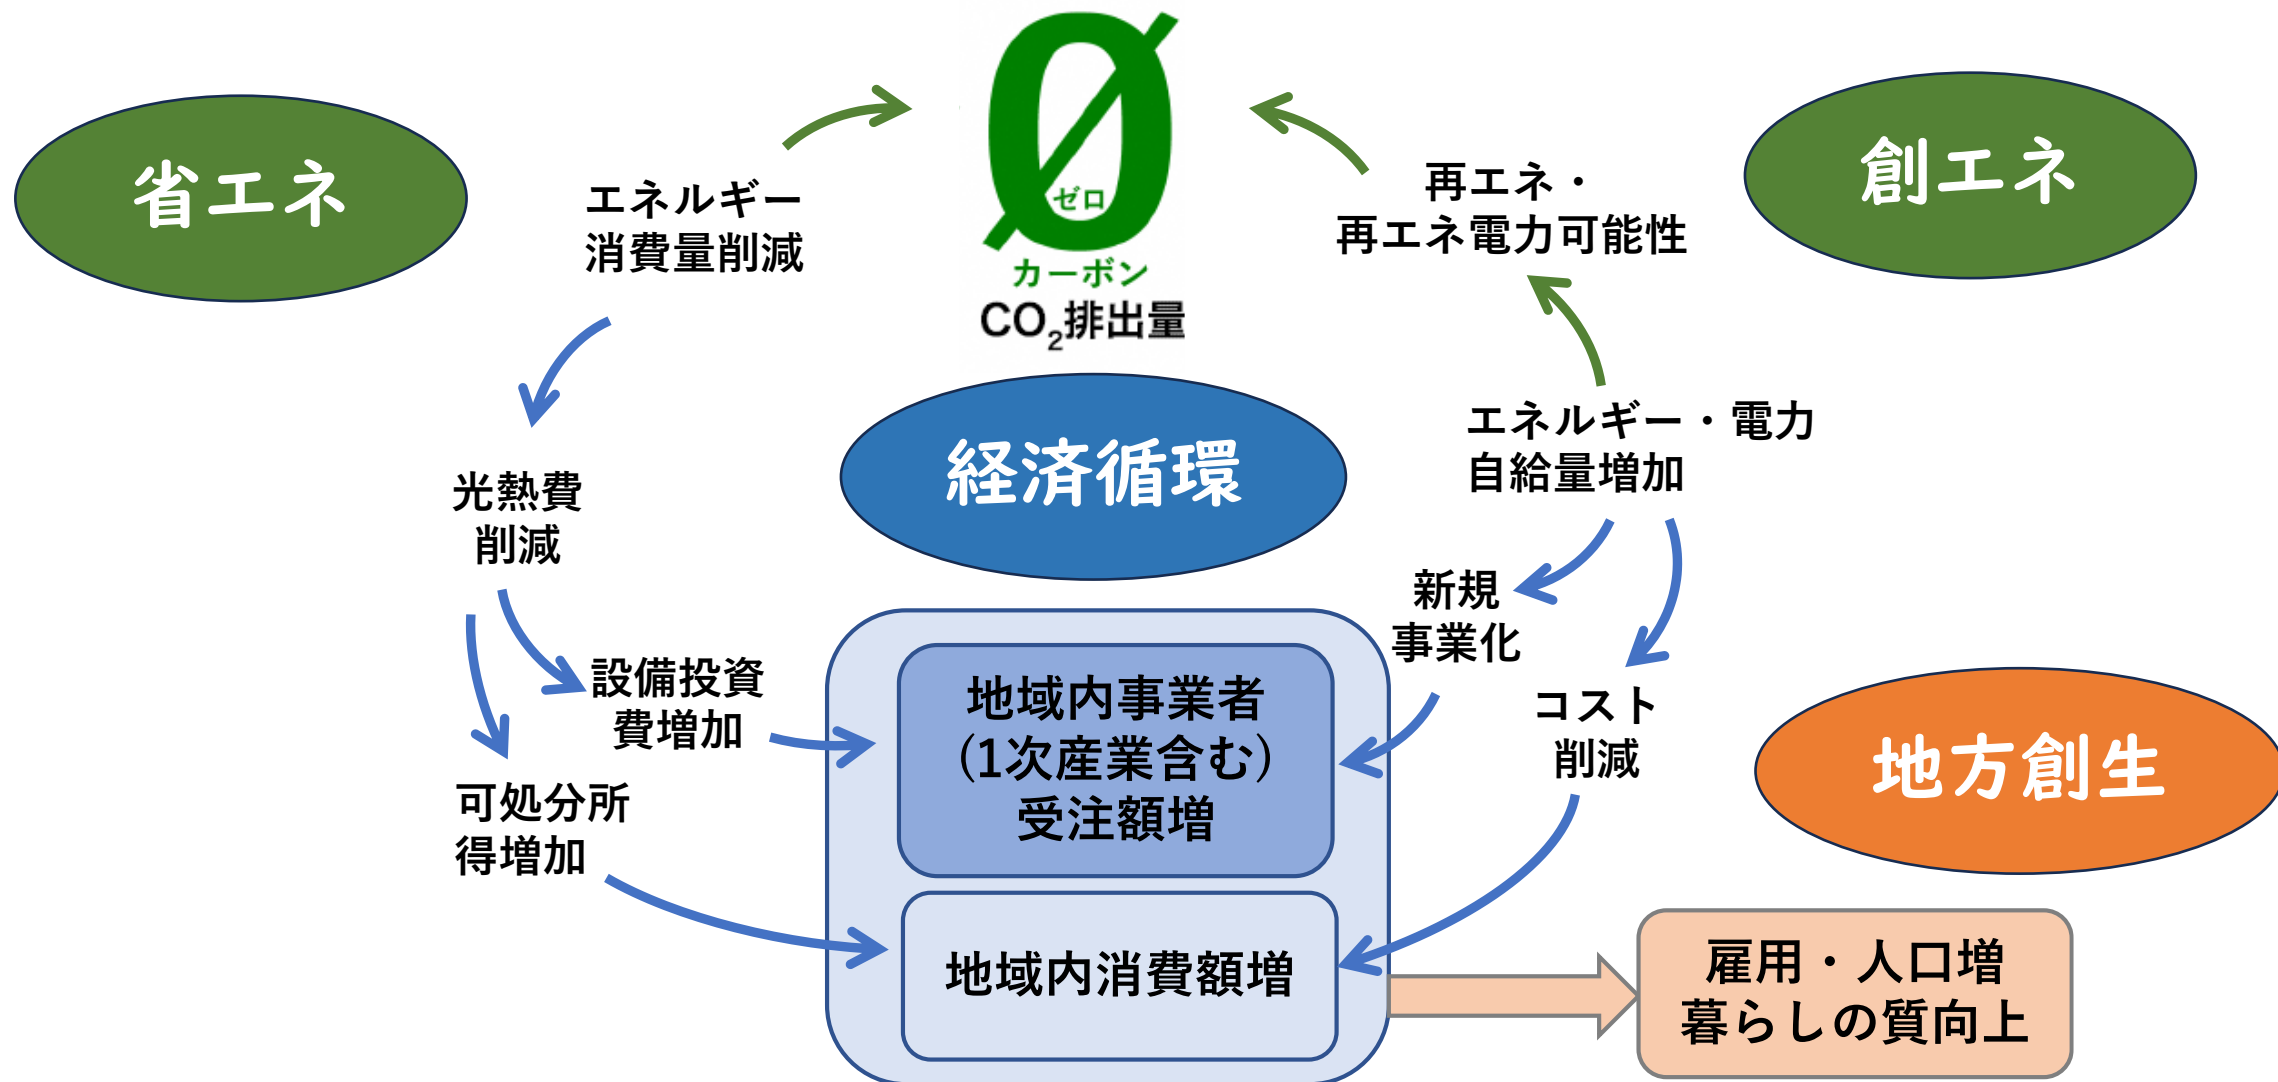 省エネ
エネルギー
消費量削減
0
ゼロ
カーボン
CO₂排出量
再エネ・
再エネ電力可能性
創エネ
経済循環
光熱費
削減
設備投資
費増加
可処分所
得増加
エネルギー・電力
自給量増加
新規
事業化
コスト
削減
地域内事業者
(1次産業含む)
受注額増
地域内消費額増
地方創生
雇用・人口増
暮らしの質向上